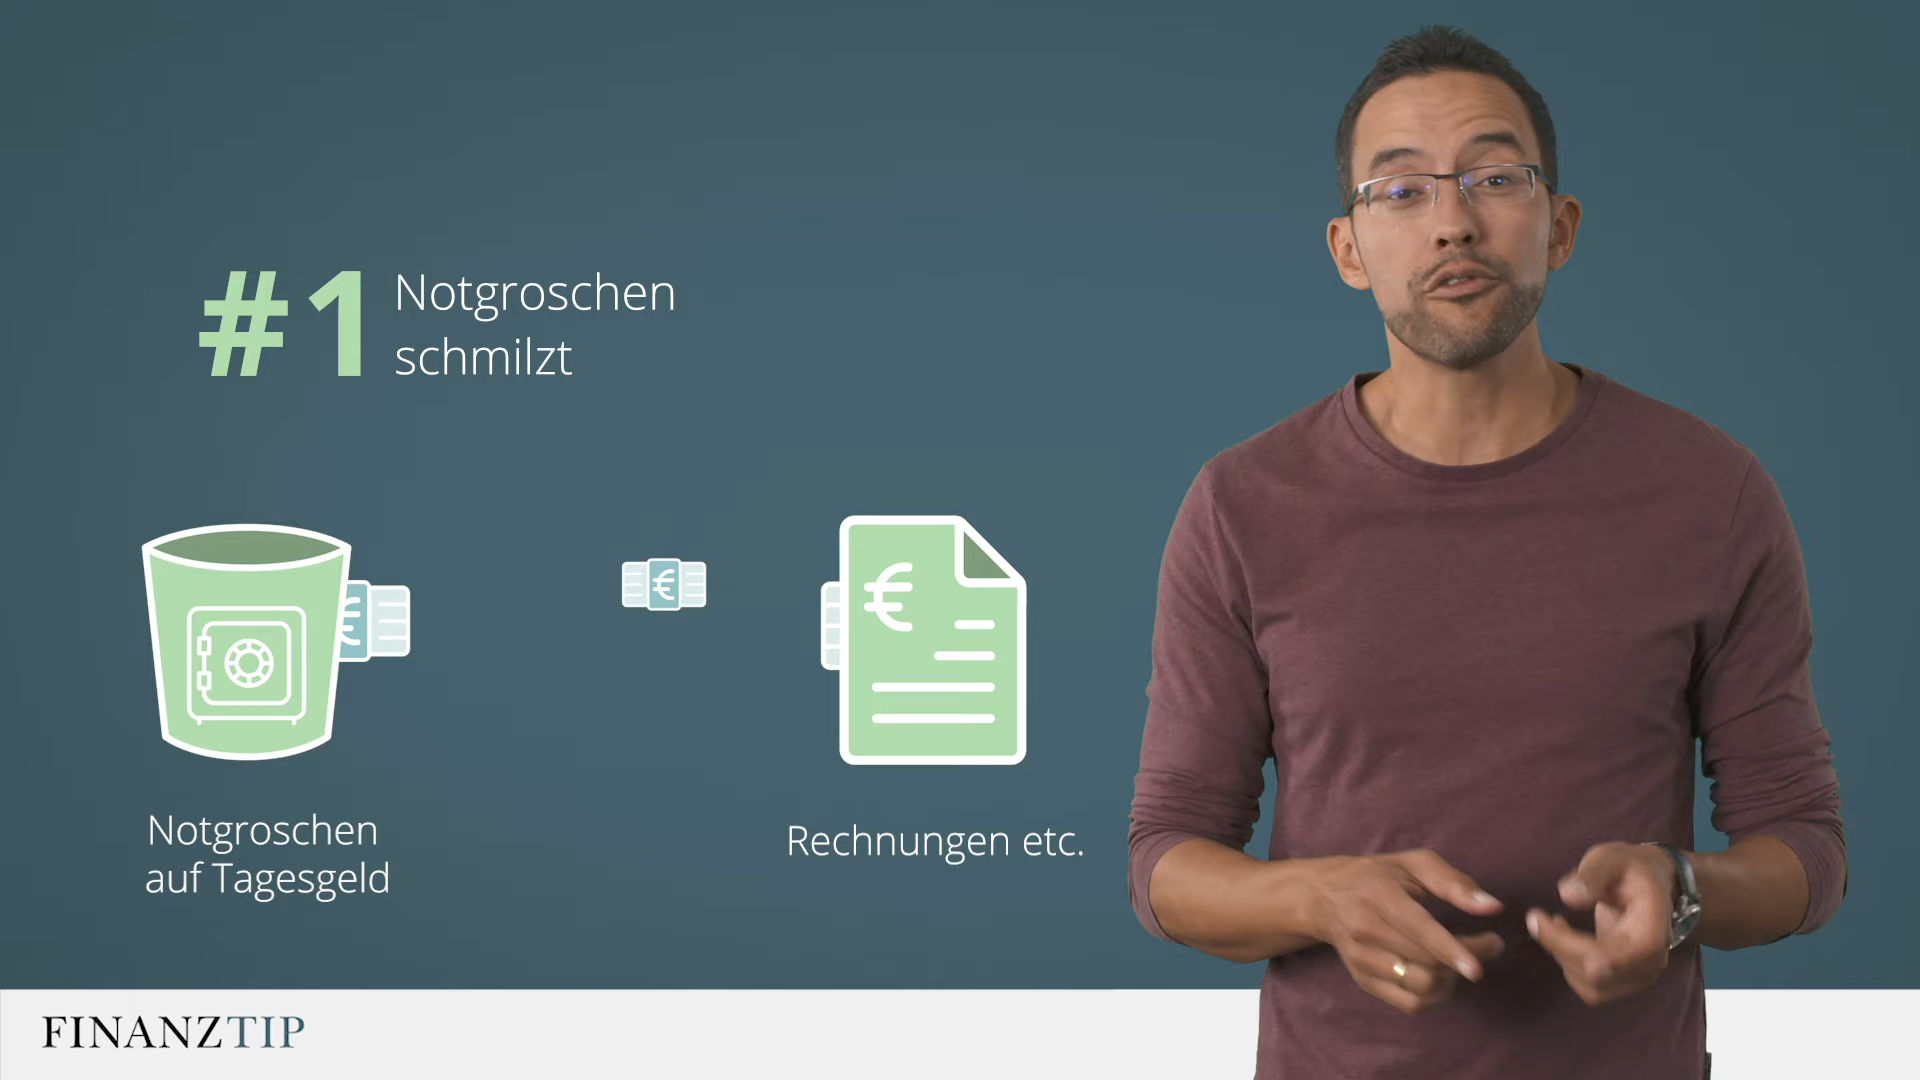 #1
Notgroschen
schmilzt
€
€
€
Notgroschen
auf Tagesgeld
Rechnungen etc.
FINANZTIP